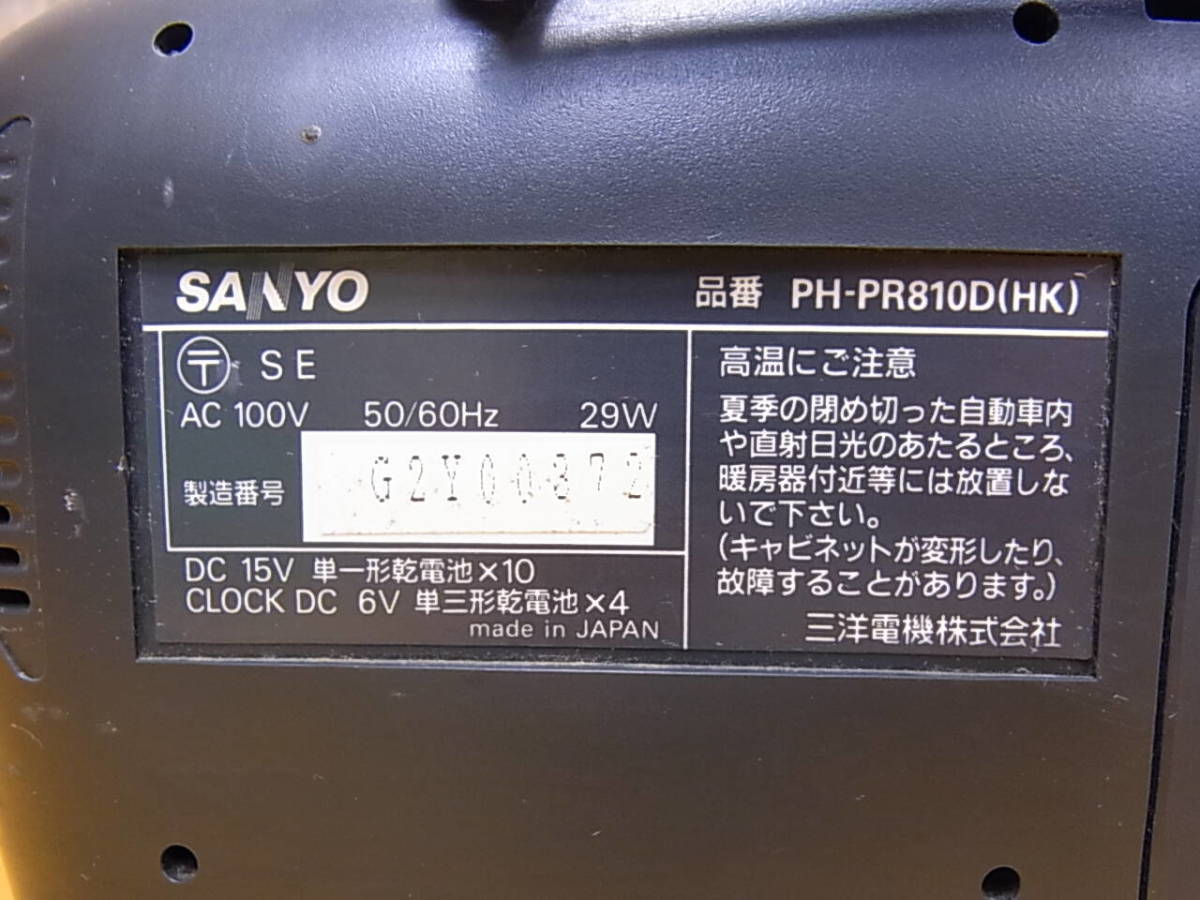 SANYO
品番 PH-PR810D(HK)
〒 SE
AC 100V 50/60Hz 29W
製造番号 G2Y00872
DC 15V 単一形乾電池×10
CLOCK DC 6V 単三形乾電池×4
made in JAPAN
高温にご注意
夏季の閉め切った自動車内
や直射日光のあたるところ、
暖房器付近等には放置しな
いで下さい。
(キャビネットが変形したり、
故障することがあります。)
三洋電機株式会社